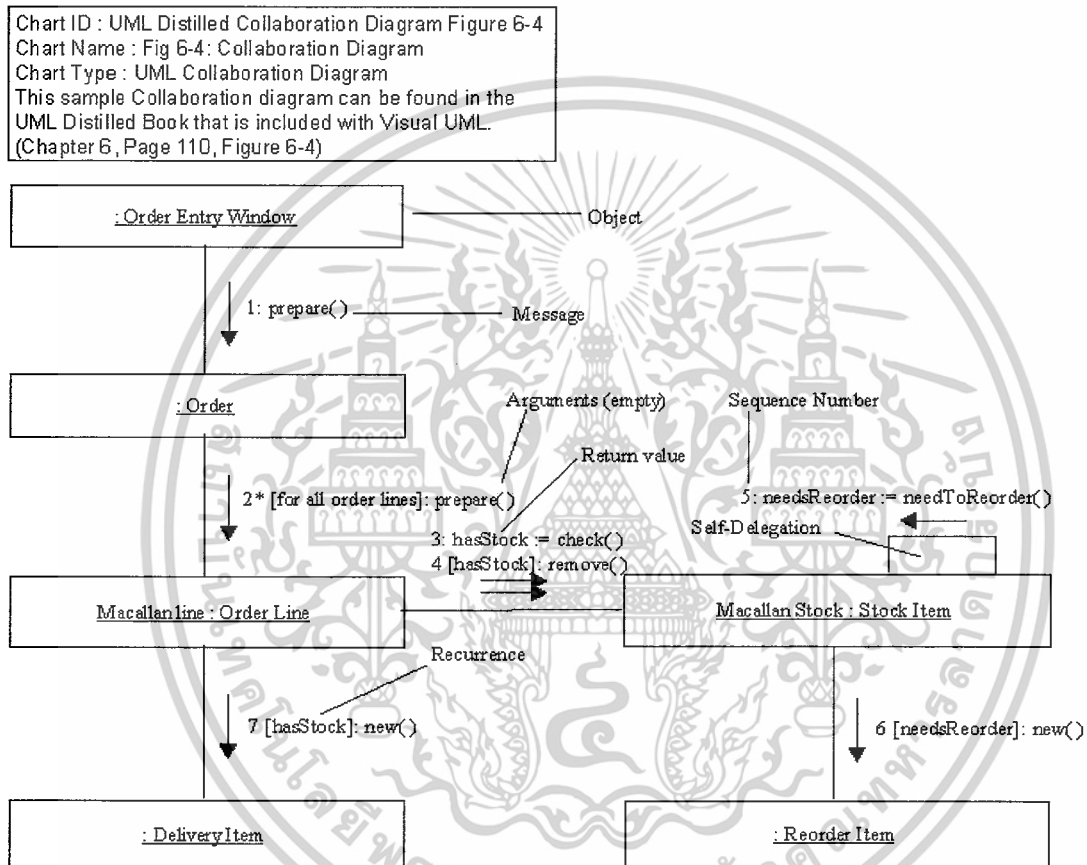 Chart ID : UML Distilled Collaboration Diagram Figure 6-4
Chart Name : Fig 6-4: Collaboration Diagram
Chart Type : UML Collaboration Diagram
This sample Collaboration diagram can be found in the
UML Distilled Book that is included with Visual UML.
(Chapter 6, Page 110, Figure 6-4)
: Order Entry Window
Object
1: prepare()
Message
: Order
Arguments (empty)
Sequence Number
Return value
2* [for all order lines]: prepare()
5: needsReorder := needToReorder()
3: hasStock := check()
Self-Delegation
4 [hasStock]: remove()
Macallan line : Order Line
Macallan Stock : Stock Item
Recurrence
7 [hasStock]: new()
6 [needsReorder]: new()
: Delivery Item
: Reorder Item